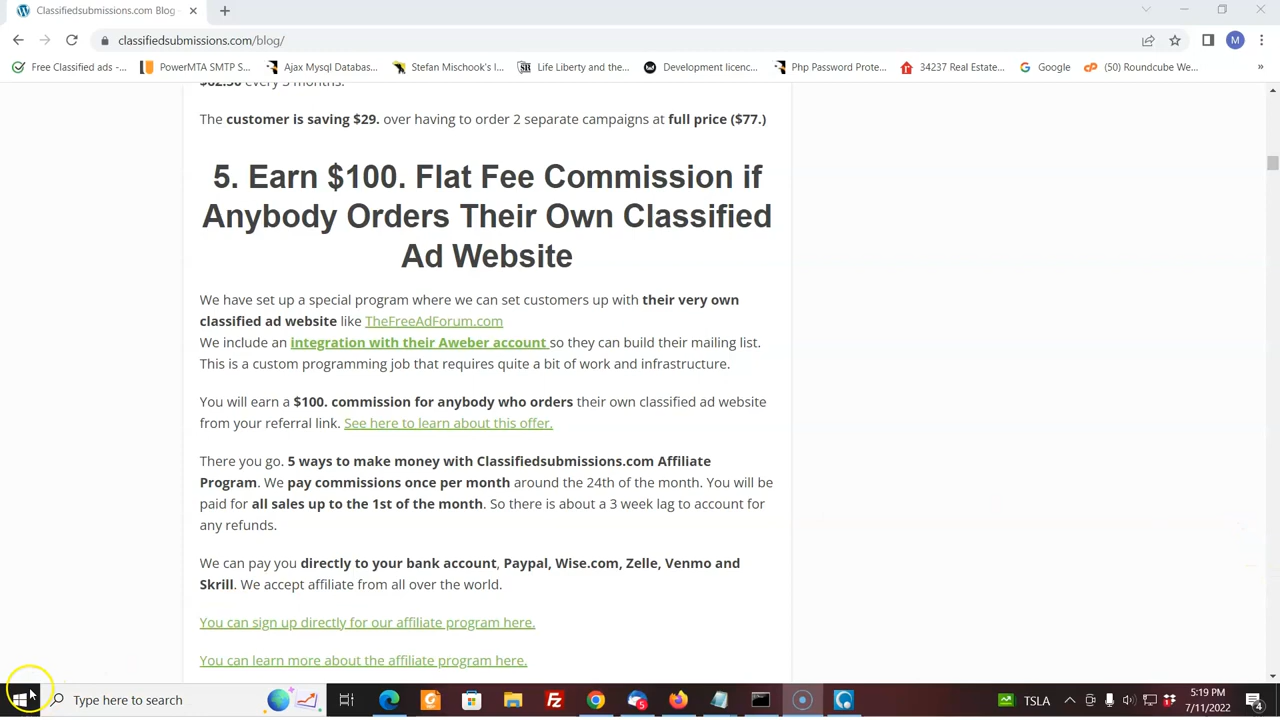 Classifiedsubmissions.com Blog
classifiedsubmissions.com/blog/
M
Free Classified ads -...
PowerMTA SMTP S...
Ajax Mysql Databas...
Stefan Mischook's I...
Life Liberty and the...
Development licenc...
Php Password Prote...
34237 Real Estate...
Google
(50) Roundcube We...
»
$62.50 every 3 months.
The customer is saving $29. over having to order 2 separate campaigns at full price ($77.)
5. Earn $100. Flat Fee Commission if
Anybody Orders Their Own Classified
Ad Website
We have set up a special program where we can set customers up with their very own
classified ad website like TheFreeAdForum.com
We include an integration with their Aweber account so they can build their mailing list.
This is a custom programming job that requires quite a bit of work and infrastructure.
You will earn a $100. commission for anybody who orders their own classified ad website
from your referral link. See here to learn about this offer.
There you go. 5 ways to make money with Classifiedsubmissions.com Affiliate
Program. We pay commissions once per month around the 24th of the month. You will be
paid for all sales up to the 1st of the month. So there is about a 3 week lag to account for
any refunds.
We can pay you directly to your bank account, Paypal, Wise.com, Zelle, Venmo and
Skrill. We accept affiliate from all over the world.
You can sign up directly for our affiliate program here.
You can learn more about the affiliate program here.
Type here to search
TSLA
5:19 PM
7/11/2022